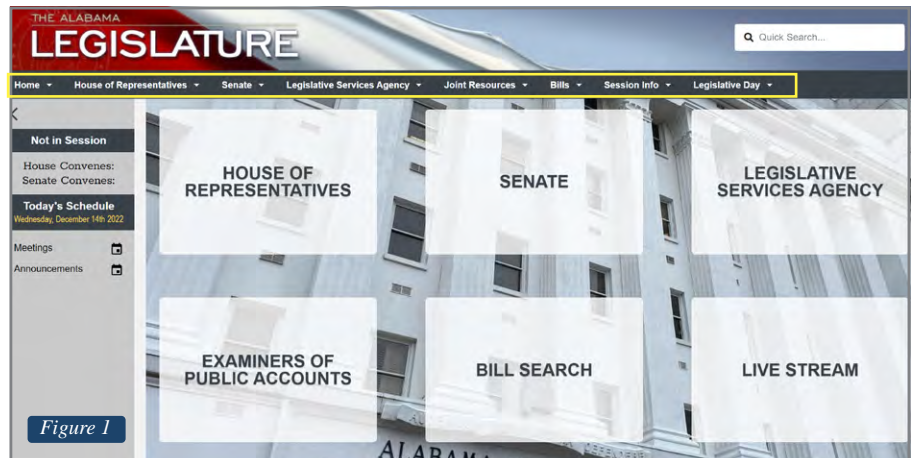 THE ALABAMA
LEGISLATURE
Quick Search...
Home House of Representatives Senate Legislative Services Agency Joint Resources Bills Session Info Legislative Day
Not in Session
House Convenes:
Senate Convenes:
Today's Schedule
Wednesday, December 14th 2022
Meetings
Announcements
HOUSE OF
REPRESENTATIVES
SENATE
LEGISLATIVE
SERVICES AGENCY
EXAMINERS OF
PUBLIC ACCOUNTS
BILL SEARCH
LIVE STREAM
Figure 1